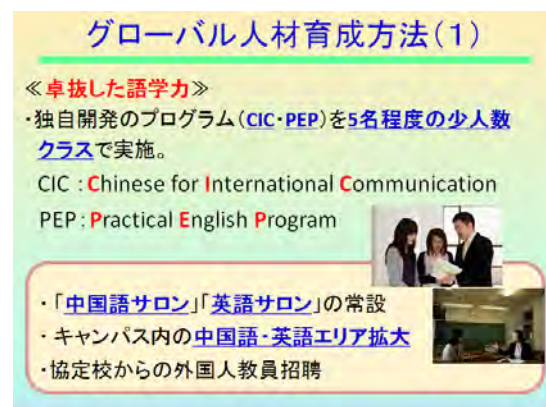 グローバル人材育成方法(1)
≪卓抜した語学力≫
・独自開発のプログラム(CIC・PEP)を5名程度の少人数
クラスで実施。
CIC : Chinese for International Communication
PEP : Practical English Program
・「中国語サロン」「英語サロン」の常設
・キャンパス内の中国語・英語エリア拡大
・協定校からの外国人教員招聘